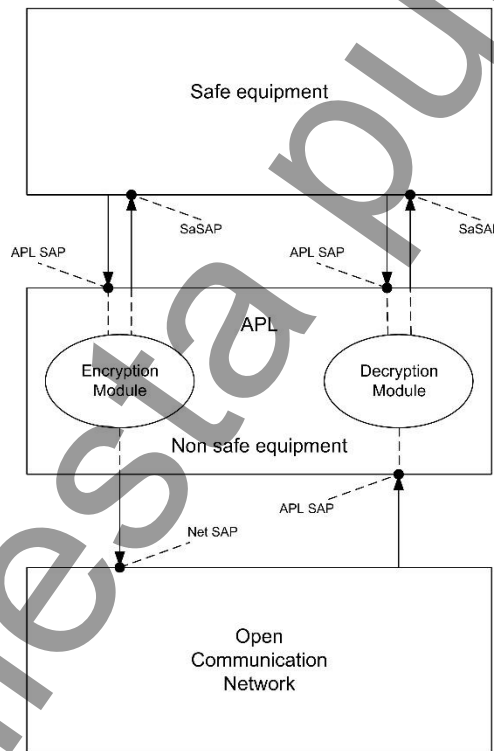 Safe equipment
SaSAP
SaSAP
APL SAP
APL SAP
APL
Encryption
Module
Decryption
Module
Non safe equipment
APL SAP
Net SAP
Open
Communication
Network